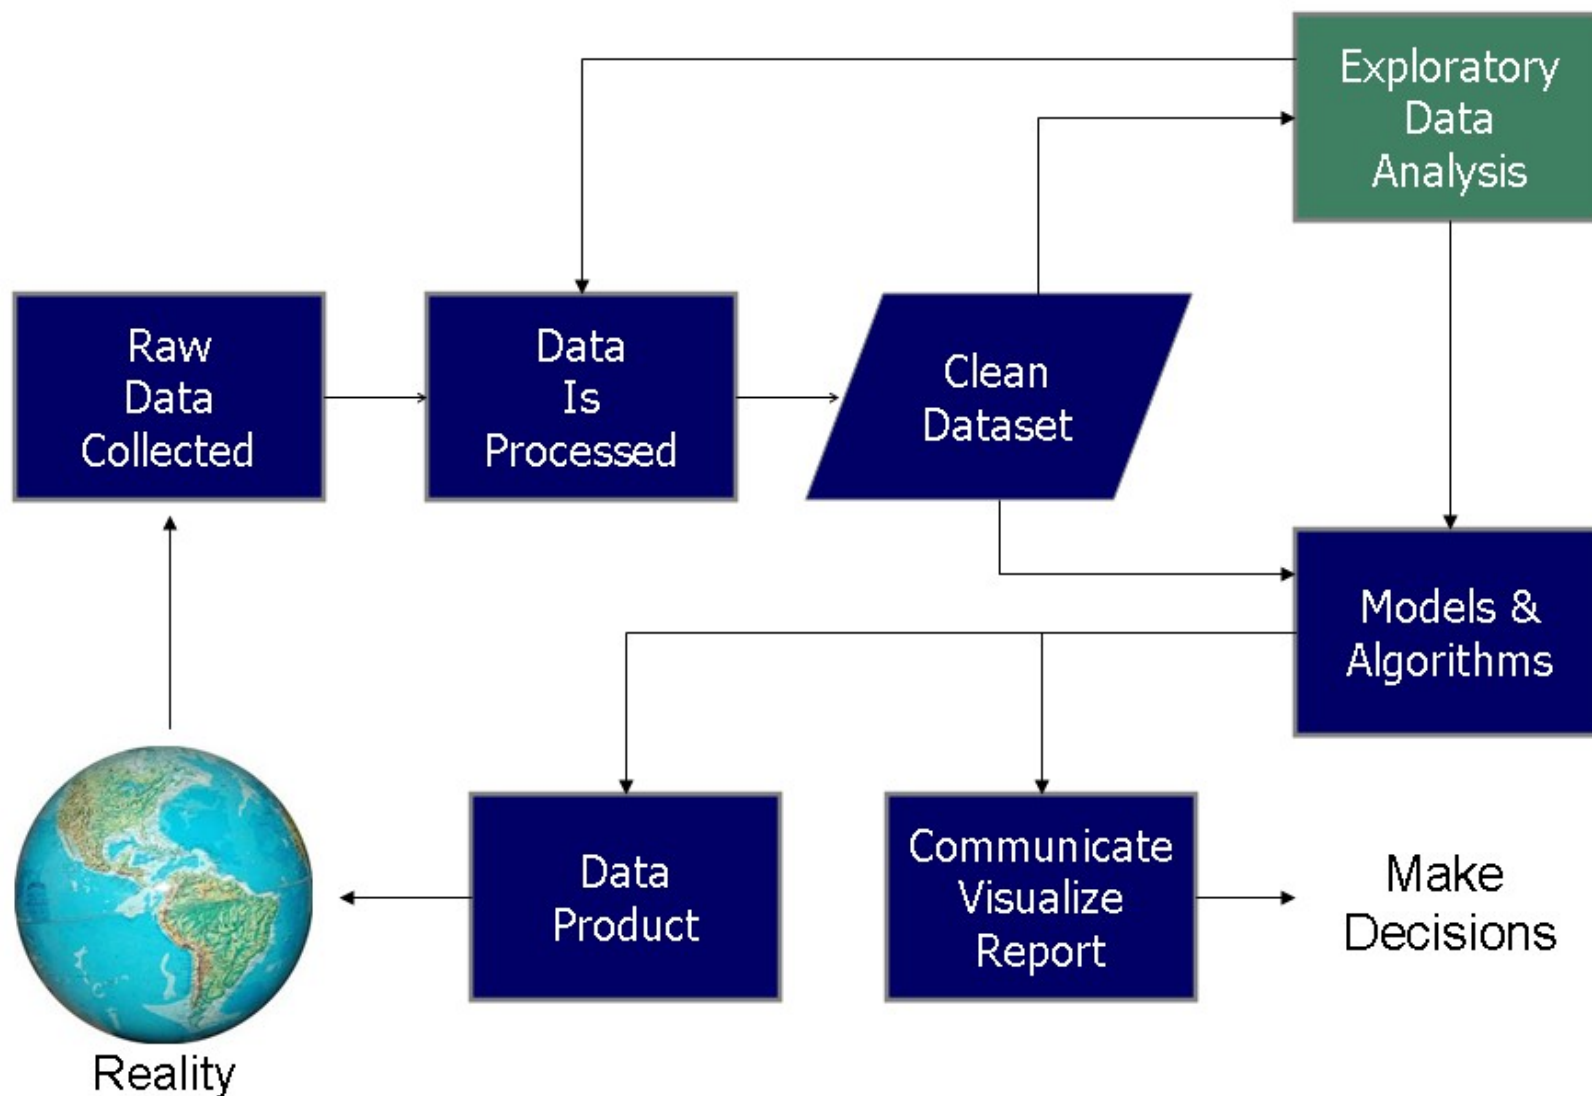 Exploratory
Data
Analysis
Raw
Data
Collected
Data
Is
Processed
Clean
Dataset
Models &
Algorithms
Data
Product
Communicate
Visualize
Report
Make
Decisions
Reality